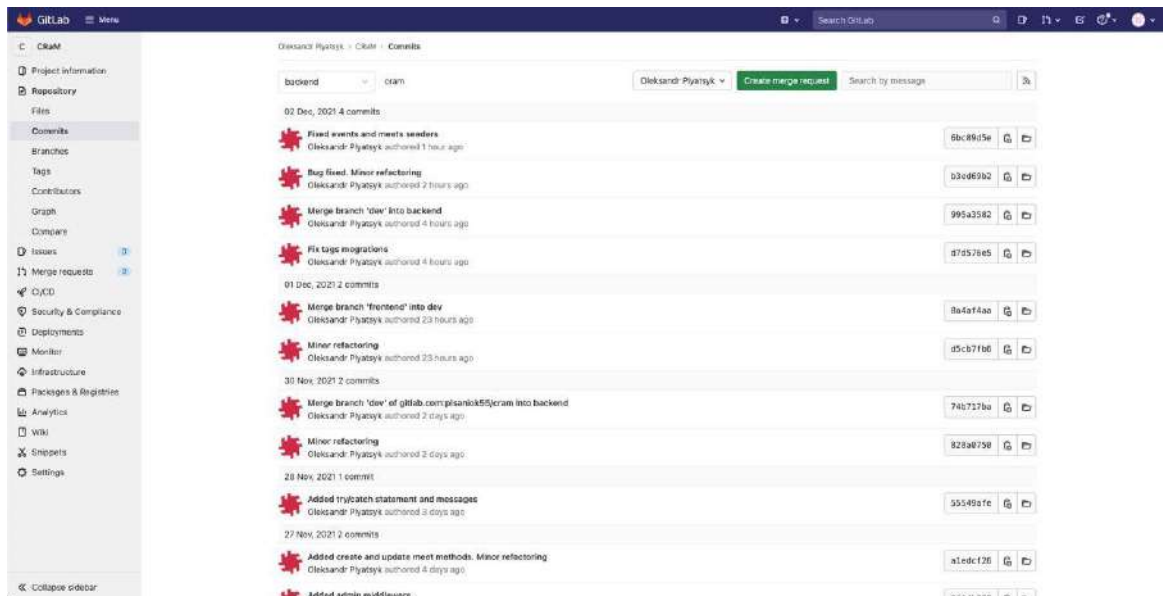 GitLab Menu
Search GitLab
C CRaM
Project information
Repository
Files
Commits
Branches
Tags
Contributors
Graph
Compare
Issues 0
Merge requests
CI/CD
Security & Compliance
Deployments
Monitor
Infrastructure
Packages & Registries
Analytics
Wiki
Snippets
Settings
Collapse sidebar
Oleksandr Plyatsyk > CRaM > Commits
backend cram Oleksandr Plyatsyk Create merge request Search by message
02 Dec, 2021 4 commits
Fixed events and meets seeders 6bc89d5e
Oleksandr Plyatsyk authored 1 hour ago
Bug fixed. Minor refactoring b3ed69b2
Oleksandr Plyatsyk authored 2 hours ago
Merge branch 'dev' into backend 995a3582
Oleksandr Plyatsyk authored 4 hours ago
Fix tags mogrations d7d576e5
Oleksandr Plyatsyk authored 4 hours ago
01 Dec, 2021 2 commits
Merge branch 'frontend' into dev 8a4af4aa
Oleksandr Plyatsyk authored 23 hours ago
Minor refactoring d5cb7fb6
Oleksandr Plyatsyk authored 23 hours ago
30 Nov, 2021 2 commits
Merge branch 'dev' of gitlab.com:pisaniok55/cram into backend 74b717ba
Oleksandr Plyatsyk authored 2 days ago
Minor refactoring 828a0750
Oleksandr Plyatsyk authored 2 days ago
28 Nov, 2021 1 commit
Added try/catch statement and messages 55549afe
Oleksandr Plyatsyk authored 3 days ago
27 Nov, 2021 2 commits
Added create and update meet methods. Minor refactoring a1edcf26
Oleksandr Plyatsyk authored 4 days ago
Added admin middleware